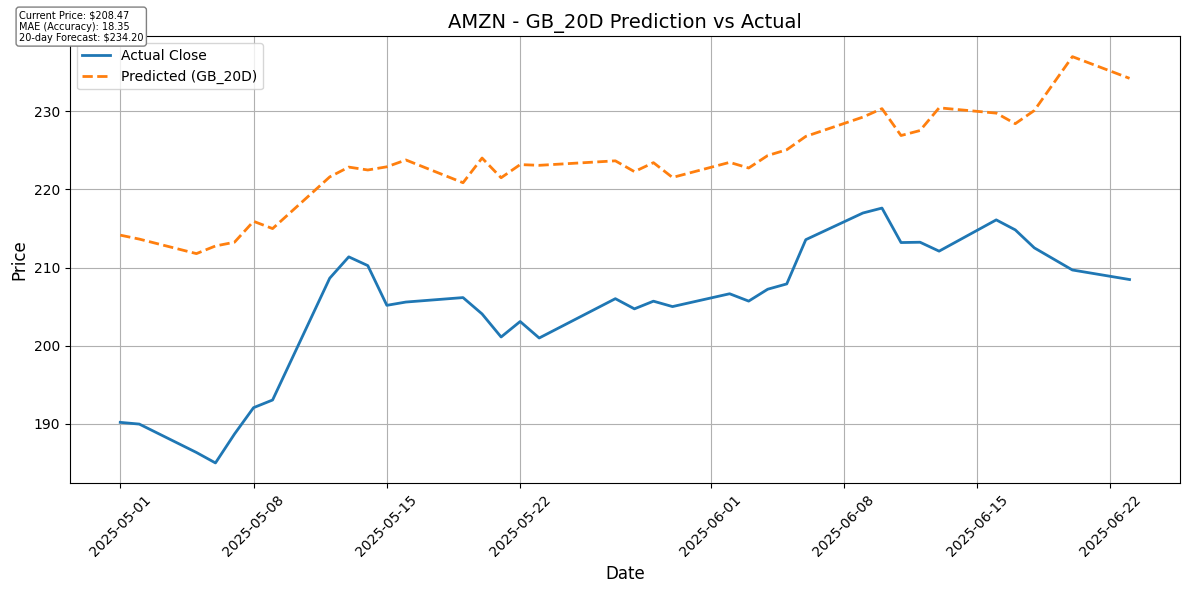 AMZN - GB_20D Prediction vs Actual
Current Price: $208.47
MAE (Accuracy): 18.35
20-day Forecast: $234.20
Actual Close
Predicted (GB_20D)
Price
230
220
210
200
190
2025-05-01
2025-05-08
2025-05-15
2025-05-22
2025-06-01
2025-06-08
2025-06-15
2025-06-22
Date